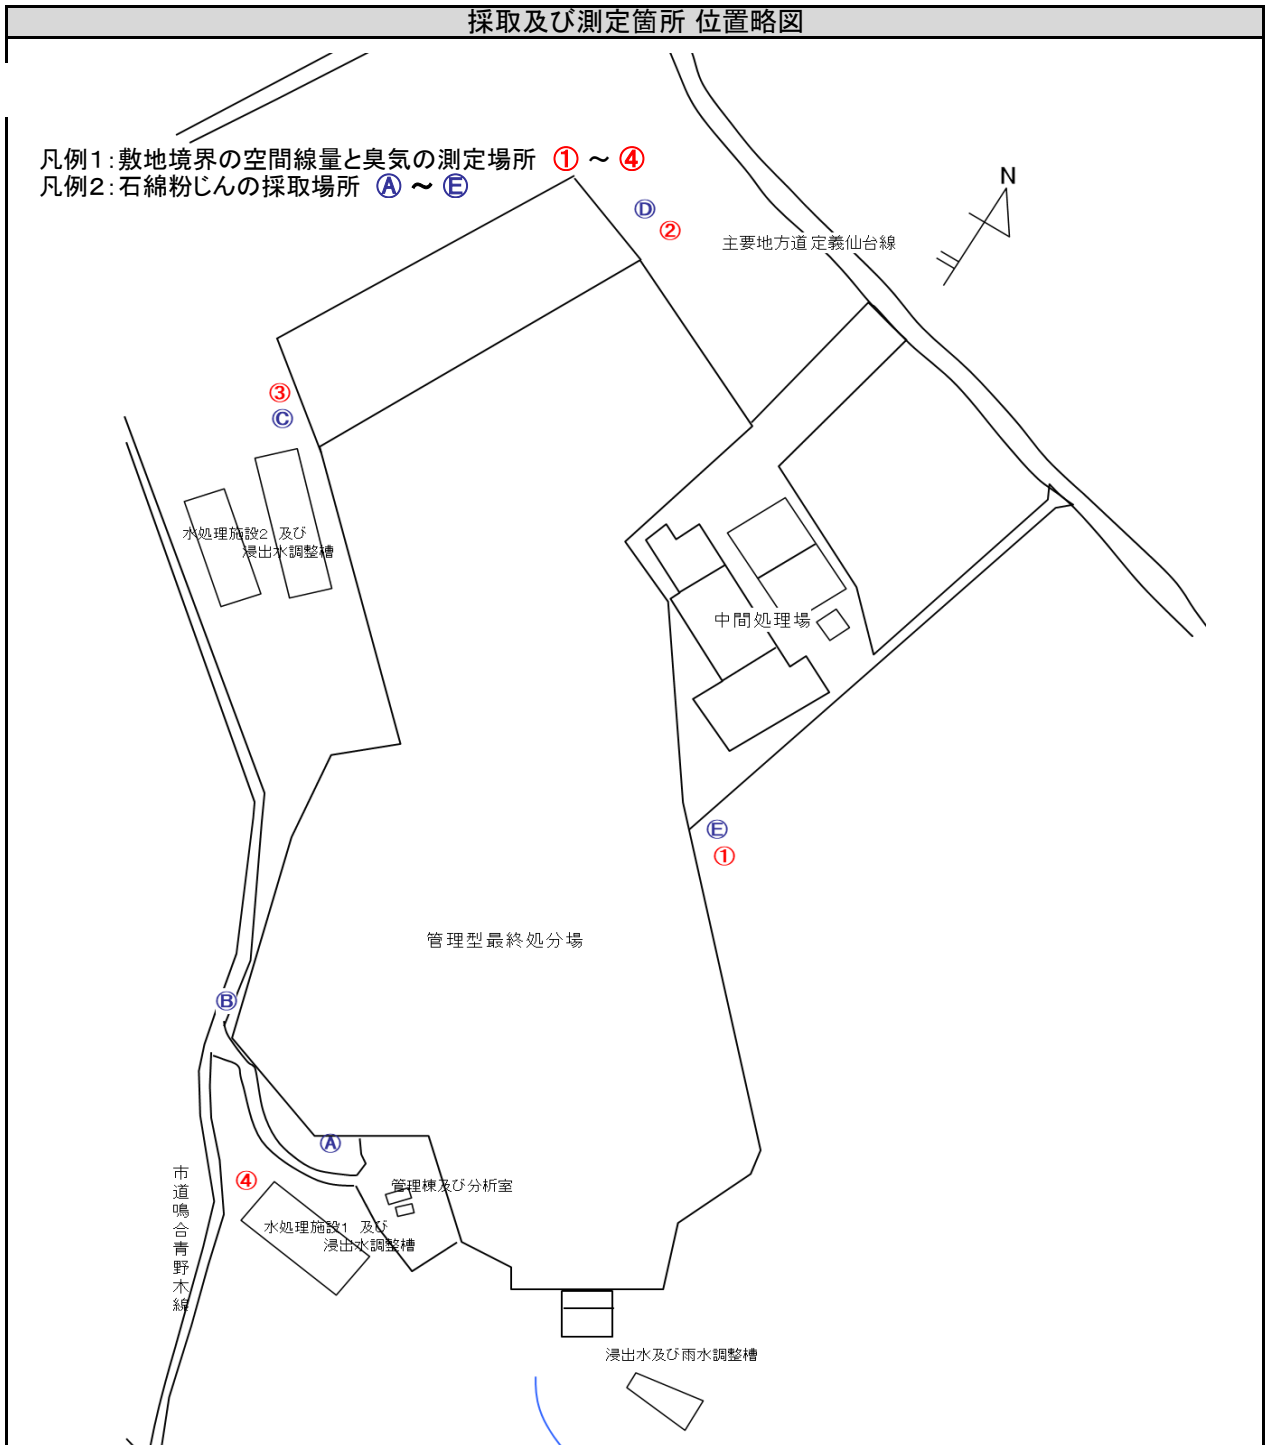 採取及び測定箇所 位置略図
凡例1:敷地境界の空間線量と臭気の測定場所 ① ～ ④
凡例2:石綿粉じんの採取場所 Ⓐ ～ Ⓔ
N
Ⓓ
②
主要地方道 定義仙台線
③
Ⓒ
水処理施設2 及び
浸出水調整槽
中間処理場
Ⓔ
①
管理型最終処分場
Ⓑ
Ⓐ
④
管理棟及び分析室
水処理施設1 及び
浸出水調整槽
市道鳴合青野木線
浸出水及び雨水調整槽